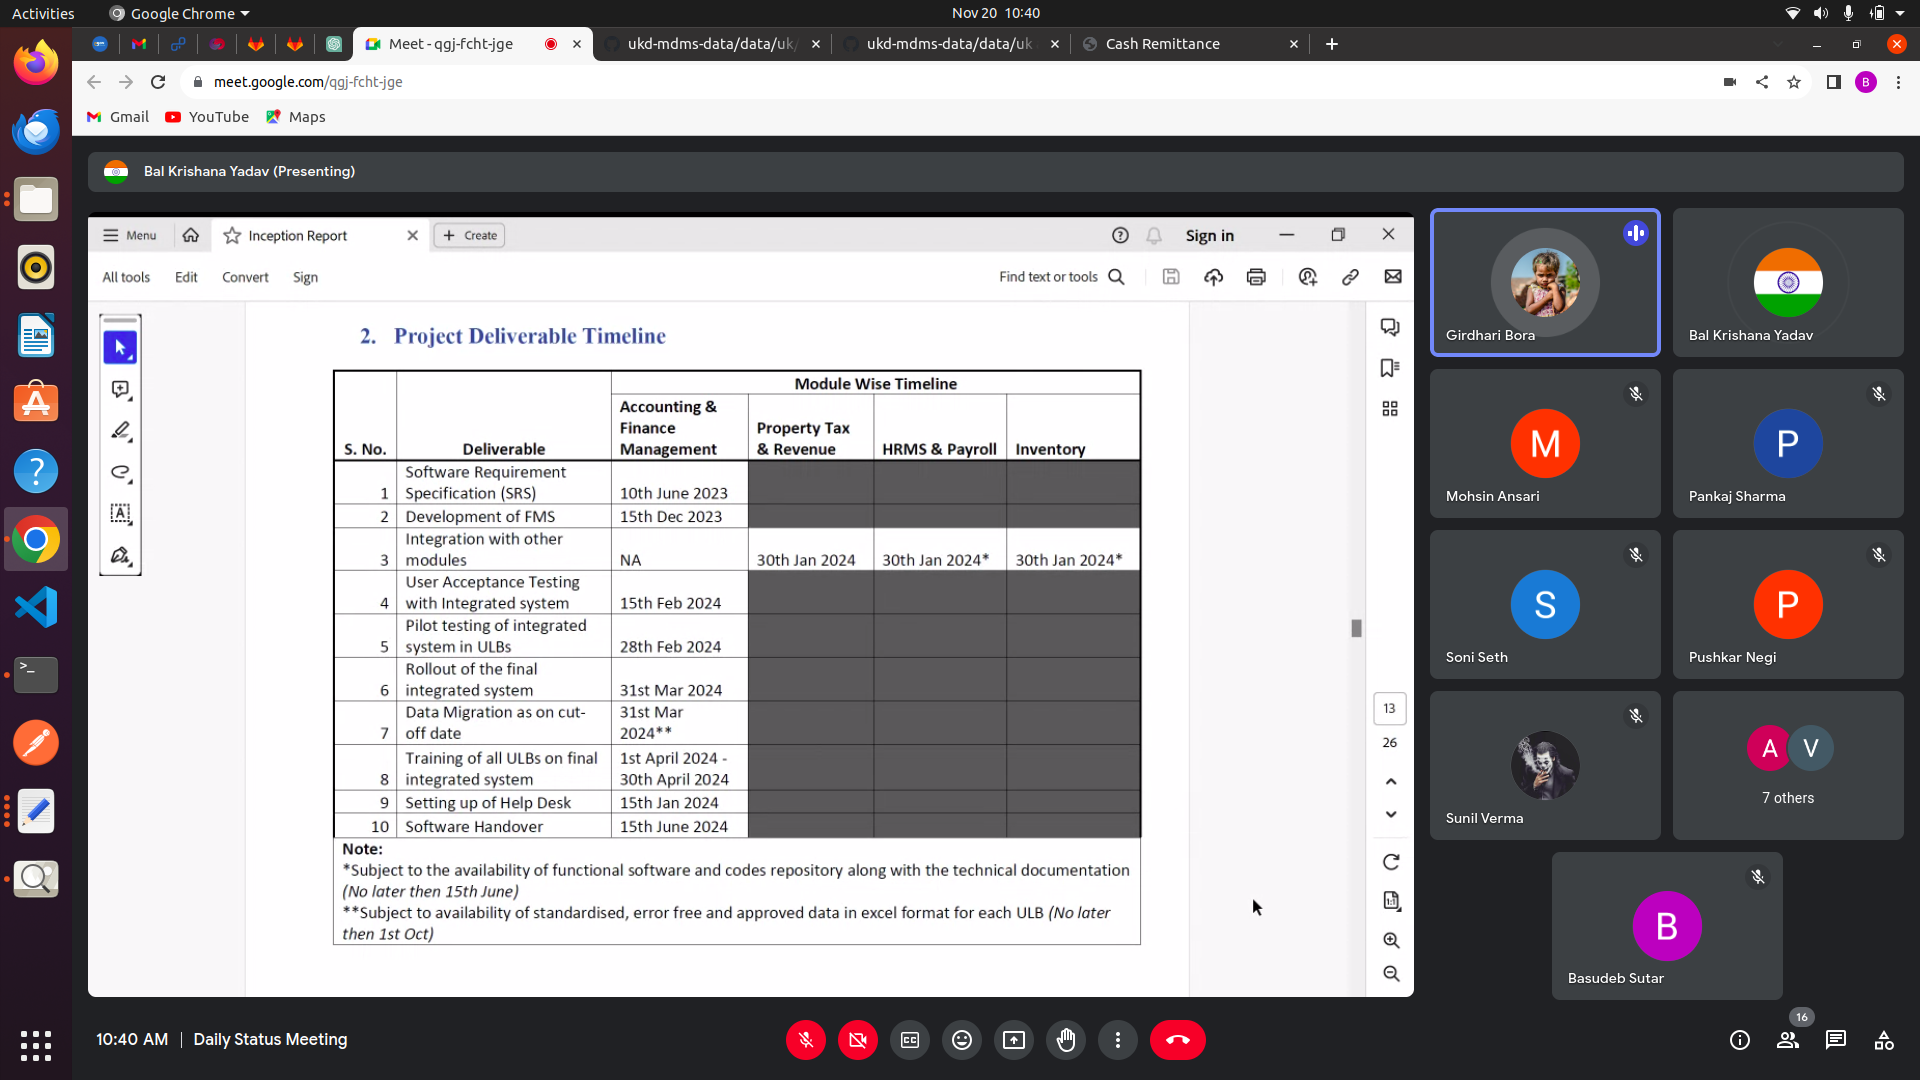 Activities
Google Chrome
Nov 20 10:40
Meet - qgj-fcht-jge
ukd-mdms-data/data/uk/
ukd-mdms-data/data/uk
Cash Remittance
meet.google.com/qgj-fcht-jge
B
Gmail
YouTube
Maps
Bal Krishana Yadav (Presenting)
Menu
Inception Report
Create
Sign in
All tools
Edit
Convert
Sign
Find text or tools
2. Project Deliverable Timeline
Module Wise Timeline
S. No.
Deliverable
Accounting &
Finance
Management
Property Tax
& Revenue
HRMS & Payroll
Inventory
1
Software Requirement
Specification (SRS)
10th June 2023
2
Development of FMS
15th Dec 2023
3
Integration with other
modules
NA
30th Jan 2024
30th Jan 2024*
30th Jan 2024*
4
User Acceptance Testing
with Integrated system
15th Feb 2024
5
Pilot testing of integrated
system in ULBs
28th Feb 2024
6
Rollout of the final
integrated system
31st Mar 2024
7
Data Migration as on cut-
off date
31st Mar
2024**
8
Training of all ULBs on final
integrated system
1st April 2024 -
30th April 2024
9
Setting up of Help Desk
15th Jan 2024
10
Software Handover
15th June 2024
Note:
*Subject to the availability of functional software and codes repository along with the technical documentation
(No later then 15th June)
**Subject to availability of standardised, error free and approved data in excel format for each ULB (No later
then 1st Oct)
13
26
Girdhari Bora
Bal Krishana Yadav
M
Mohsin Ansari
P
Pankaj Sharma
S
Soni Seth
P
Pushkar Negi
Sunil Verma
A
V
7 others
B
Basudeb Sutar
10:40 AM | Daily Status Meeting
16